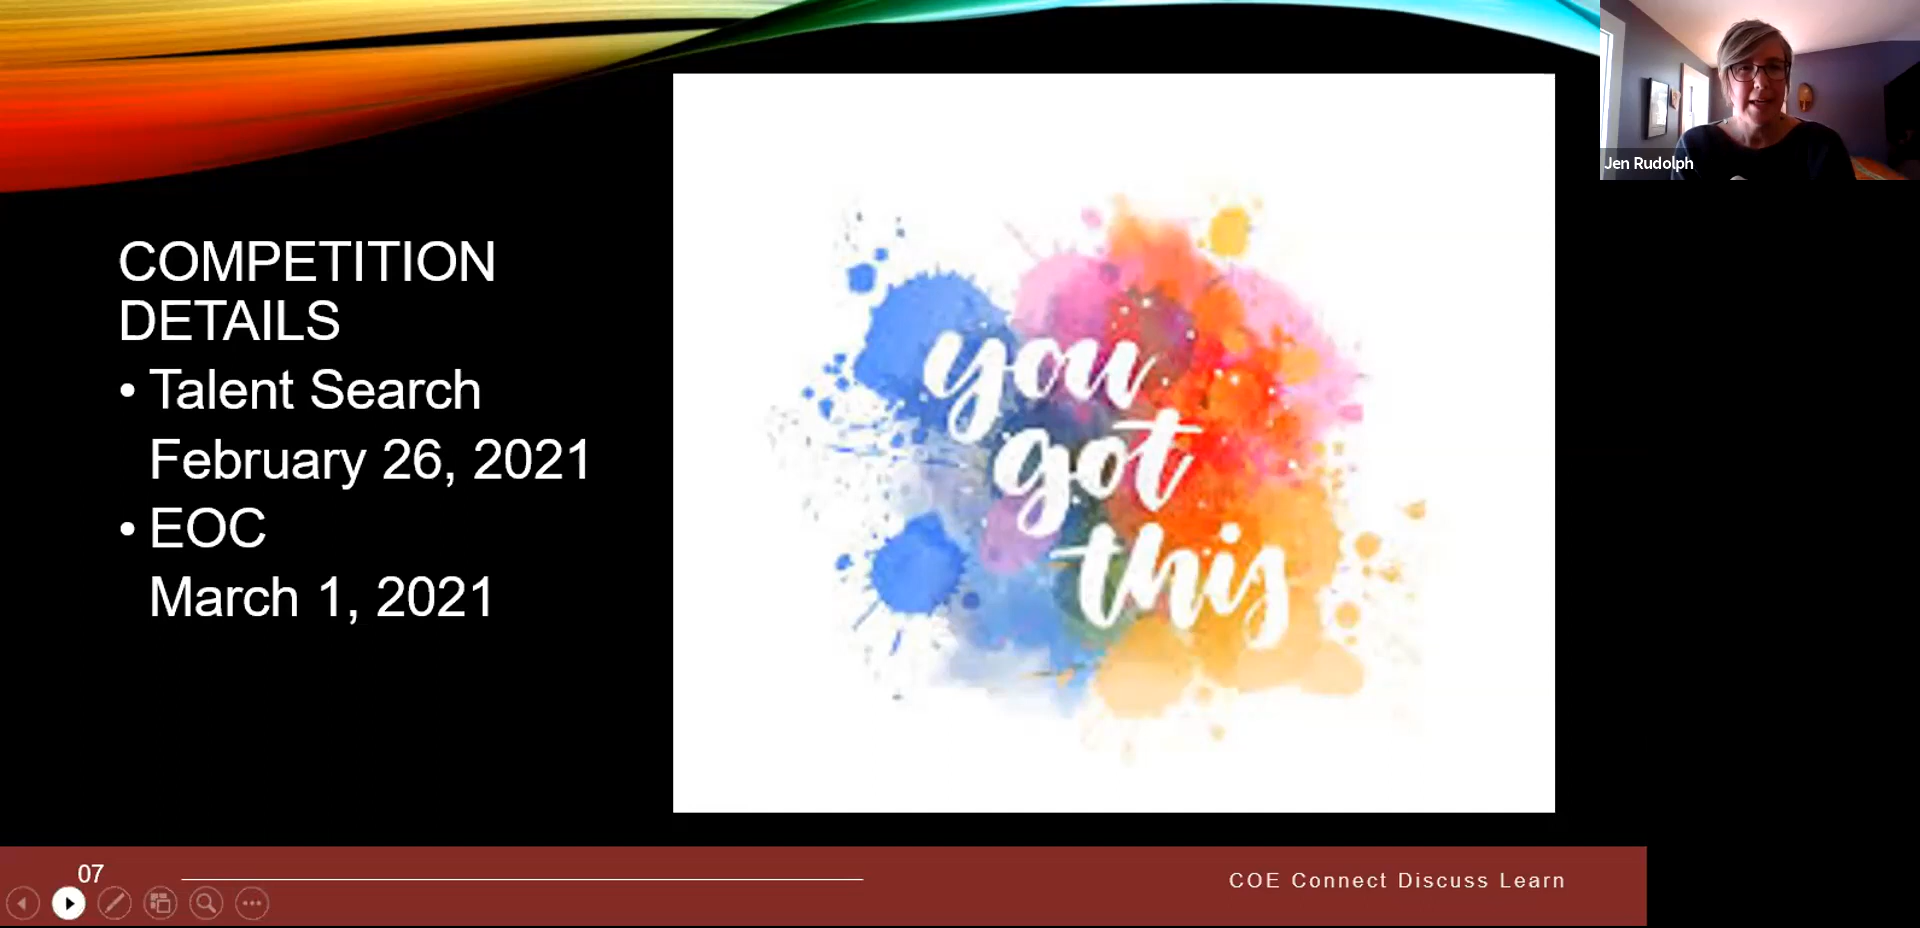 Jen Rudolph
COMPETITION
DETAILS
• Talent Search
February 26, 2021
• EOC
March 1, 2021
you
got
this
07
COE Connect Discuss Learn